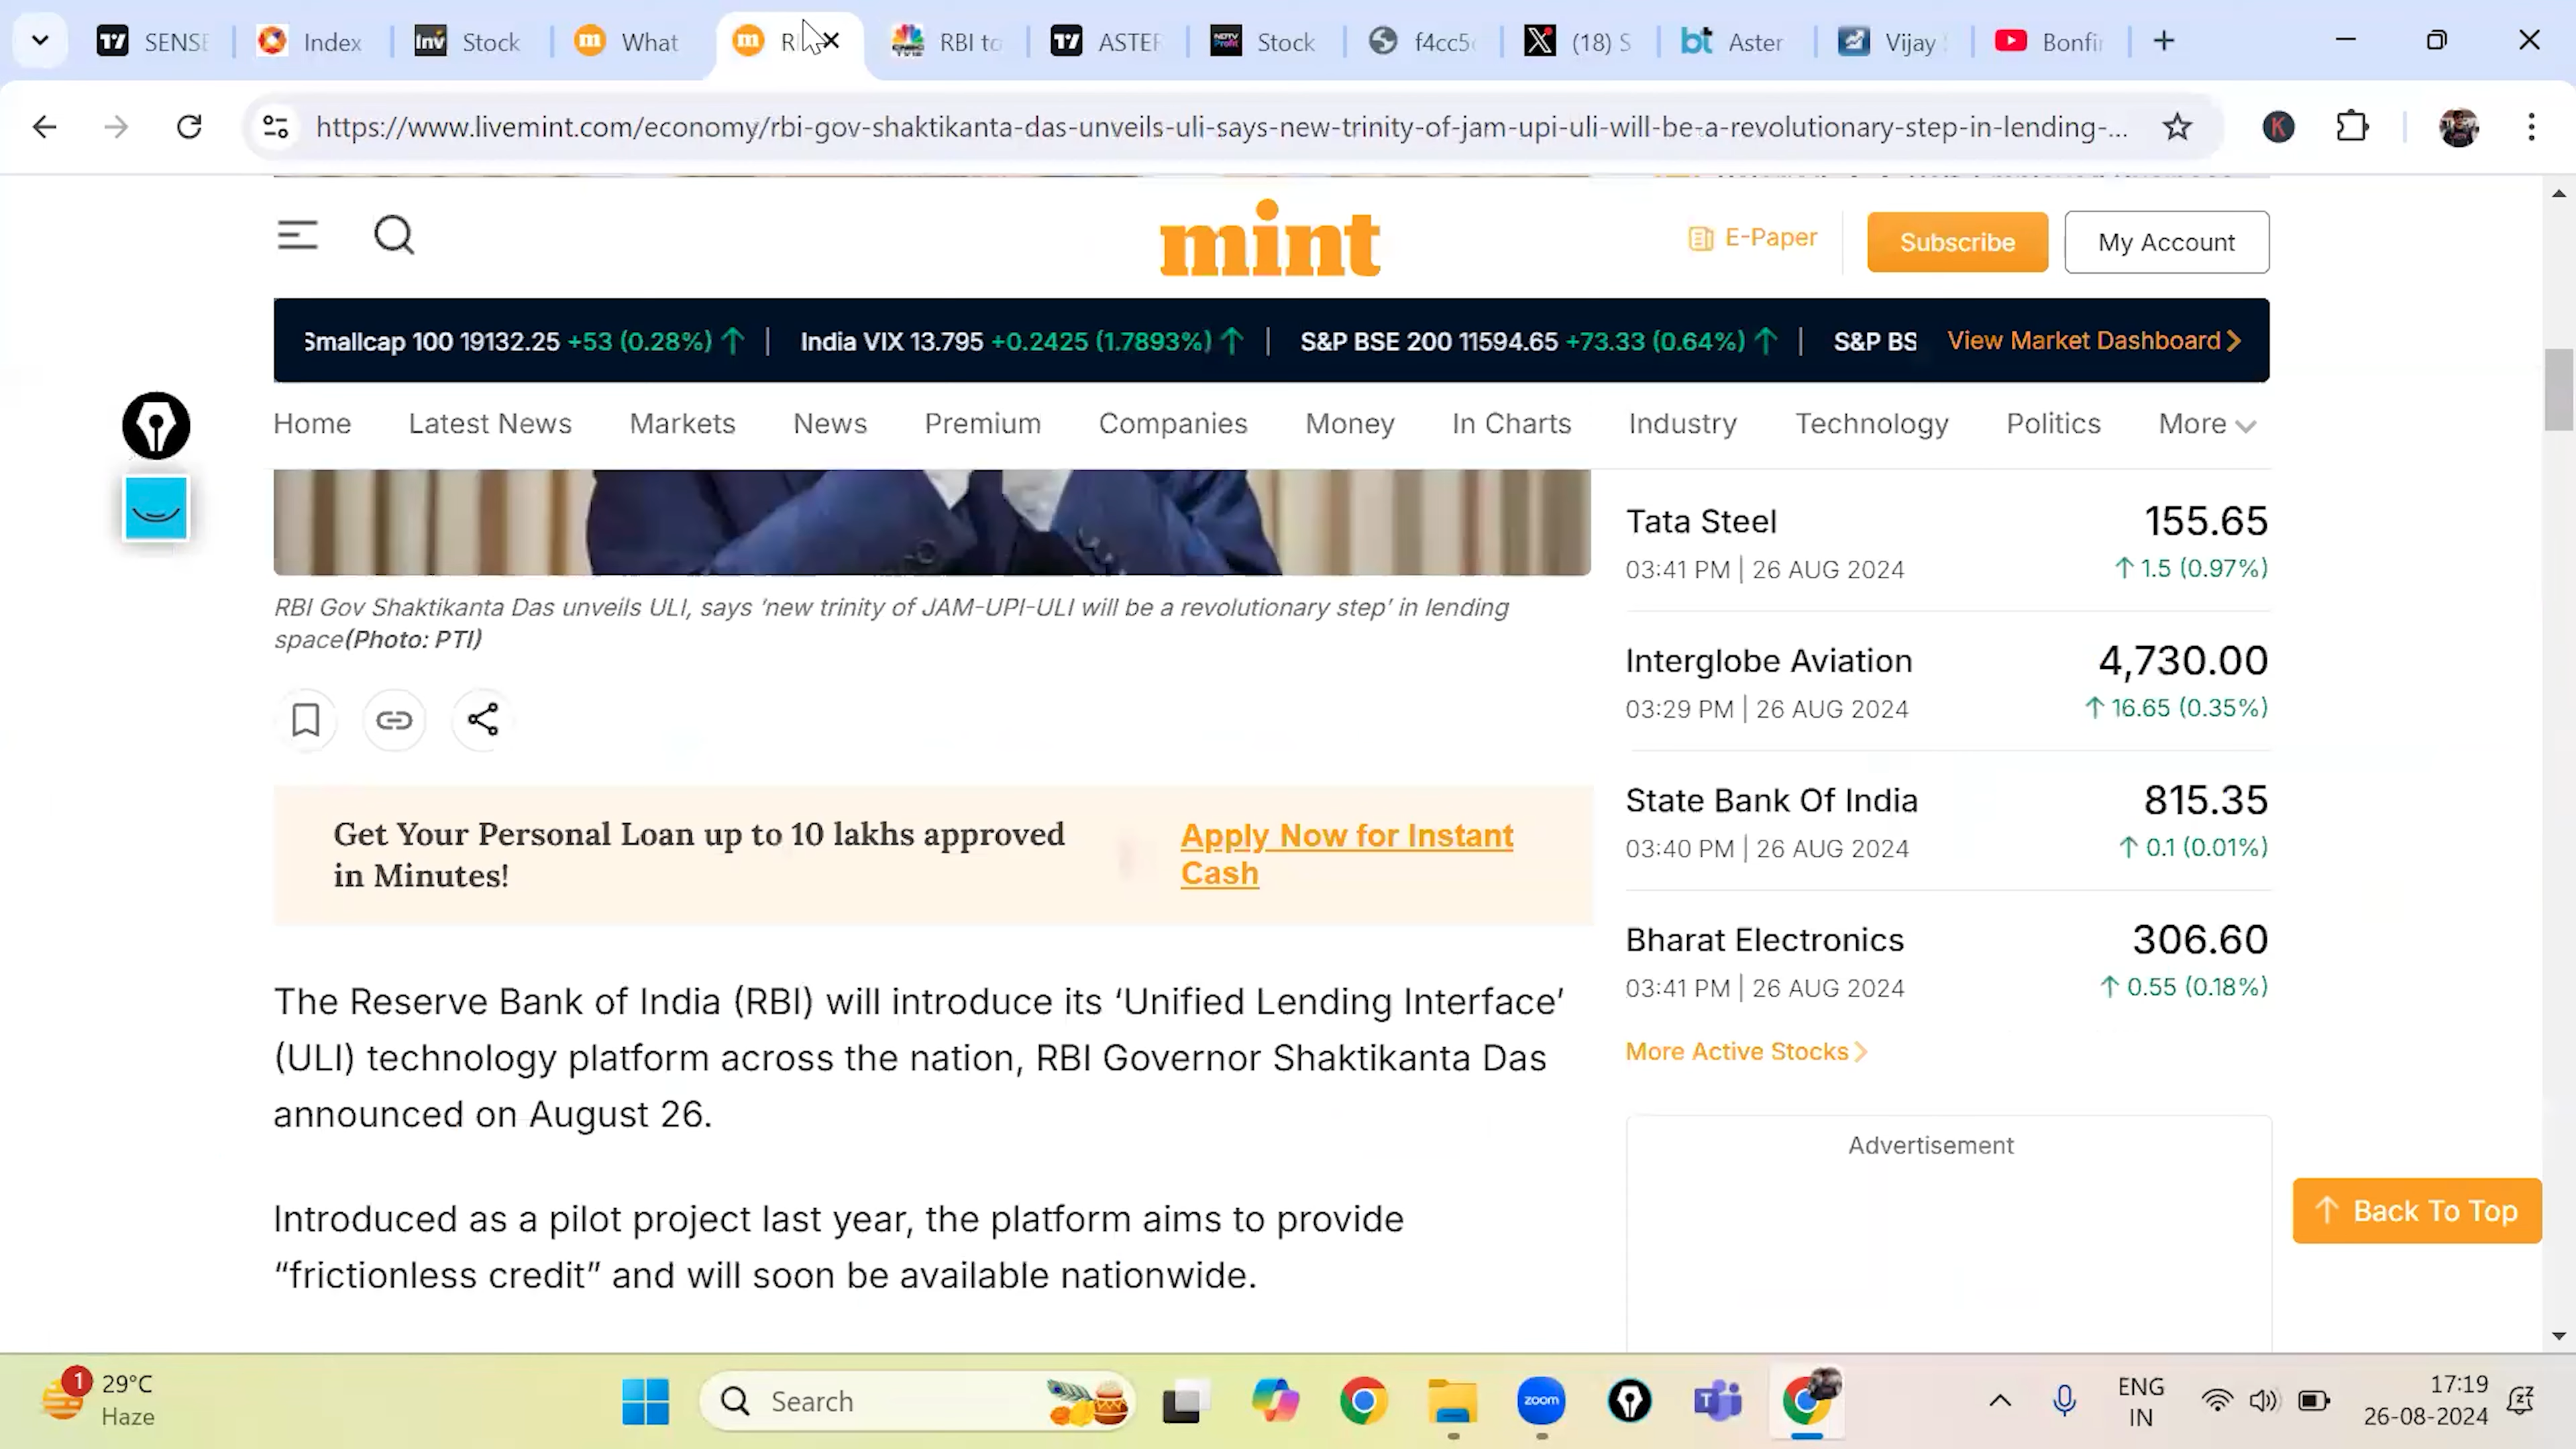 SENSE
Index
Inv Stock
m What
m RI
RBI to
ASTER
NDTV Profit Stock
f4cc5
X (18) S
bt Aster
Vijay
Bonfi
https://www.livemint.com/economy/rbi-gov-shaktikanta-das-unveils-uli-says-new-trinity-of-jam-upi-uli-will-be-a-revolutionary-step-in-lending-...
K
mint
E-Paper
Subscribe
My Account
Smallcap 100 19132.25 +53 (0.28%) ↑ | India VIX 13.795 +0.2425 (1.7893%) ↑ | S&P BSE 200 11594.65 +73.33 (0.64%) ↑ | S&P BS
View Market Dashboard
Home Latest News Markets News Premium Companies Money In Charts Industry Technology Politics More
RBI Gov Shaktikanta Das unveils ULI, says ‘new trinity of JAM-UPI-ULI will be a revolutionary step’ in lending
space(Photo: PTI)
Get Your Personal Loan up to 10 lakhs approved
in Minutes!
Apply Now for Instant
Cash
The Reserve Bank of India (RBI) will introduce its ‘Unified Lending Interface’
(ULI) technology platform across the nation, RBI Governor Shaktikanta Das
announced on August 26.
Introduced as a pilot project last year, the platform aims to provide
“frictionless credit” and will soon be available nationwide.
Tata Steel 155.65
03:41 PM | 26 AUG 2024 ↑ 1.5 (0.97%)
Interglobe Aviation 4,730.00
03:29 PM | 26 AUG 2024 ↑ 16.65 (0.35%)
State Bank Of India 815.35
03:40 PM | 26 AUG 2024 ↑ 0.1 (0.01%)
Bharat Electronics 306.60
03:41 PM | 26 AUG 2024 ↑ 0.55 (0.18%)
More Active Stocks
Advertisement
Back To Top
1
29°C
Haze
Search
zoom
ENG
IN
17:19
26-08-2024